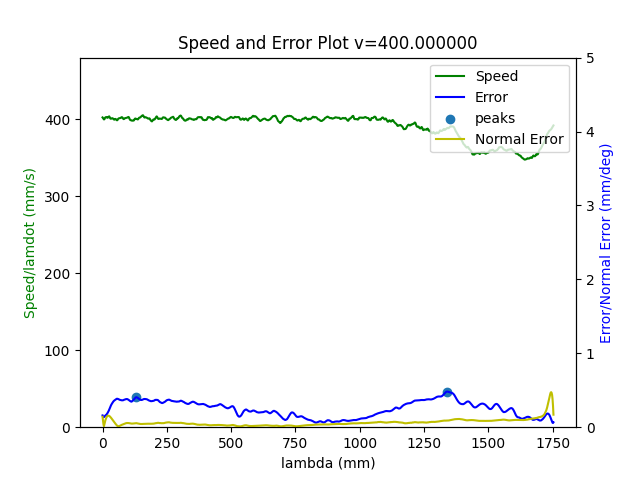 Speed and Error Plot v=400.000000
Speed
Error
peaks
Normal Error
Speed/lamdot (mm/s)
400
300
200
100
0
5
4
3
2
1
0
Error/Normal Error (mm/deg)
0 250 500 750 1000 1250 1500 1750
lambda (mm)